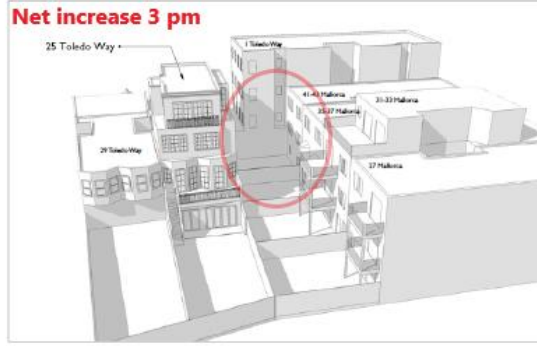 Net increase 3 pm
25 Toledo Way
1 Toledo Way
41-43 Mallorca
35-37 Mallorca
31-33 Mallorca
29 Toledo Way
27 Mallorca